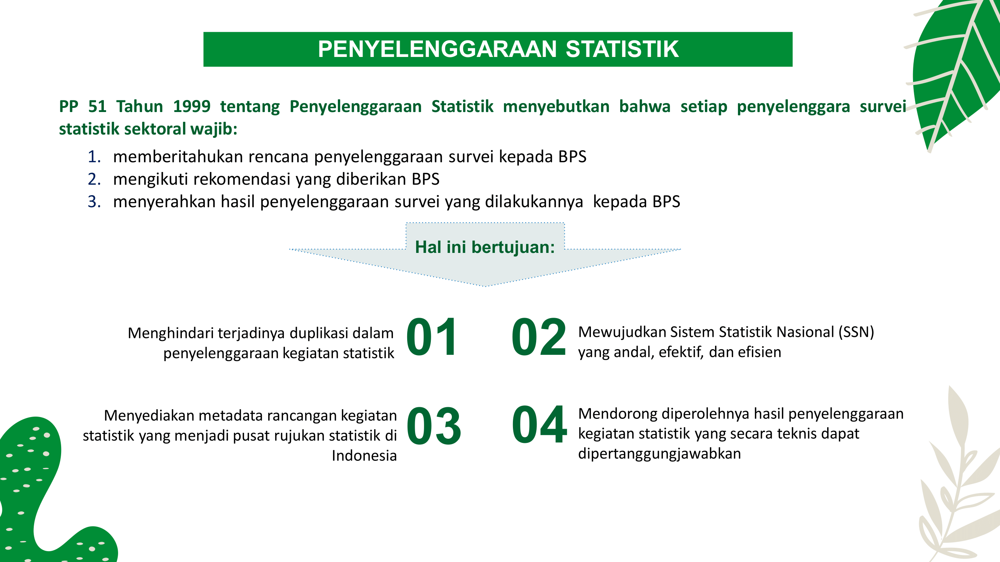 PENYELENGGARAAN STATISTIK
PP 51 Tahun 1999 tentang Penyelenggaraan Statistik menyebutkan bahwa setiap penyelenggara survei
statistik sektoral wajib:
1. memberitahukan rencana penyelenggaraan survei kepada BPS
2. mengikuti rekomendasi yang diberikan BPS
3. menyerahkan hasil penyelenggaraan survei yang dilakukannya  kepada BPS
Hal ini bertujuan:
01
Menghindari terjadinya duplikasi dalam
penyelenggaraan kegiatan statistik
02
Mewujudkan Sistem Statistik Nasional (SSN)
yang andal, efektif, dan efisien
03
Menyediakan metadata rancangan kegiatan
statistik yang menjadi pusat rujukan statistik di
Indonesia
04
Mendorong diperolehnya hasil penyelenggaraan
kegiatan statistik yang secara teknis dapat
dipertanggungjawabkan